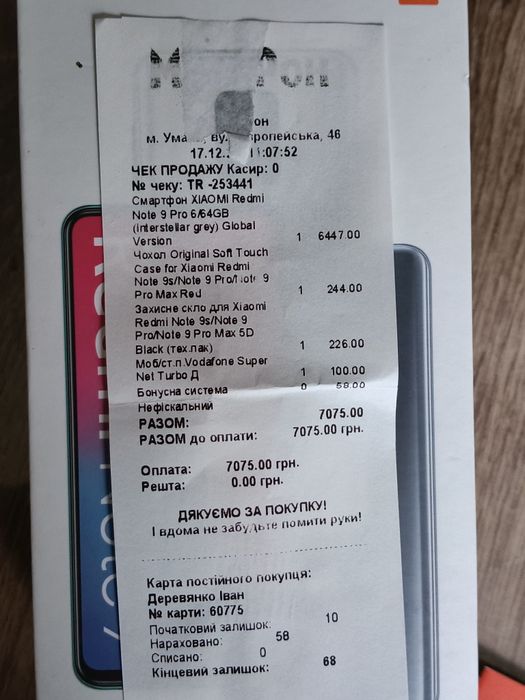 он
м. Ума вул. Європейська, 46
17.12. 11:07:52
ЧЕК ПРОДАЖУ Касир: 0
№ чеку: TR -253441
Смартфон XIAOMI Redmi
Note 9 Pro 6/64GB
(interstellar grey) Global
Version 1 6447.00
Чохол Original Soft Touch
Case for Xiaomi Redmi
Note 9s/Note 9 Pro/Note 9
Pro Max Red 1 244.00
Захисне скло для Xiaomi
Redmi Note 9s/Note 9
Pro/Note 9 Pro Max 5D
Black (тех.пак) 1 226.00
Моб/ст.п.Vodafone Super
Net Turbo Д 1 100.00
Бонусна система 0 58.00
Нефіскальний
РАЗОМ: 7075.00
РАЗОМ до оплати: 7075.00 грн.
Оплата: 7075.00 грн.
Решта: 0.00 грн.
ДЯКУЄМО ЗА ПОКУПКУ!
І вдома не забудьте помити руки!
Карта постійного покупця:
Деревянко Іван
№ карти: 60775
Початковий залишок: 10
Нараховано: 58
Списано: 0
Кінцевий залишок: 68
Redmi Note